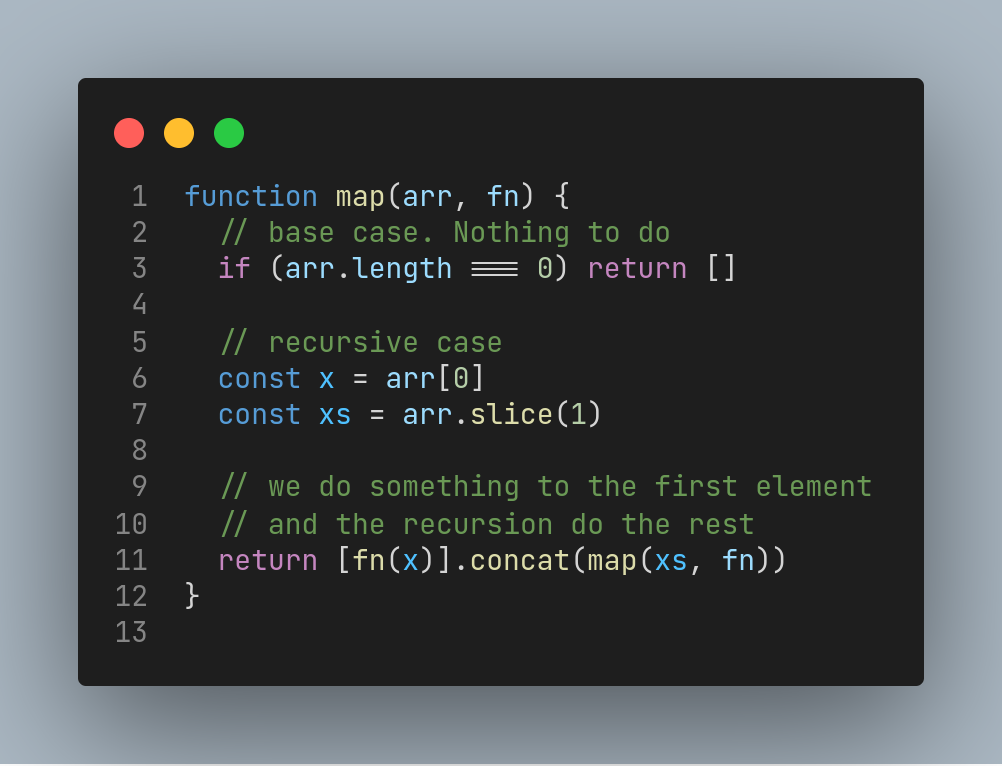 1 function map(arr, fn) {
2 // base case. Nothing to do
3 if (arr.length === 0) return []
4
5 // recursive case
6 const x = arr[0]
7 const xs = arr.slice(1)
8
9 // we do something to the first element
10 // and the recursion do the rest
11 return [fn(x)].concat(map(xs, fn))
12 }
13